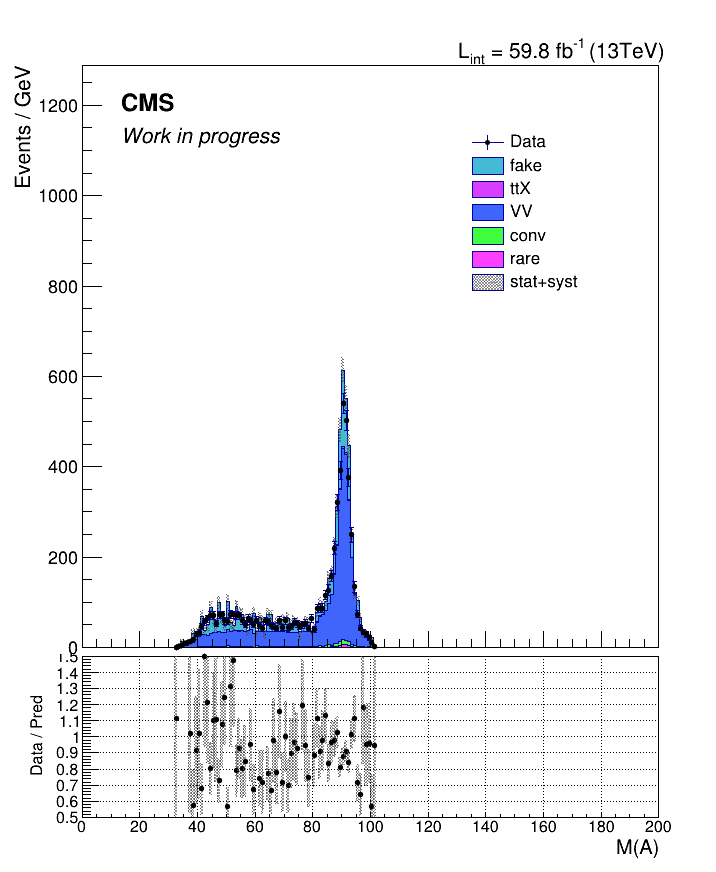 L_int = 59.8 fb^-1 (13TeV)
Events / GeV
1200
1000
800
600
400
200
0
CMS
Work in progress
Data
fake
ttX
VV
conv
rare
stat+syst
Data / Pred
1.5
1.4
1.3
1.2
1.1
1
0.9
0.8
0.7
0.6
0.5
0 20 40 60 80 100 120 140 160 180 200
M(A)